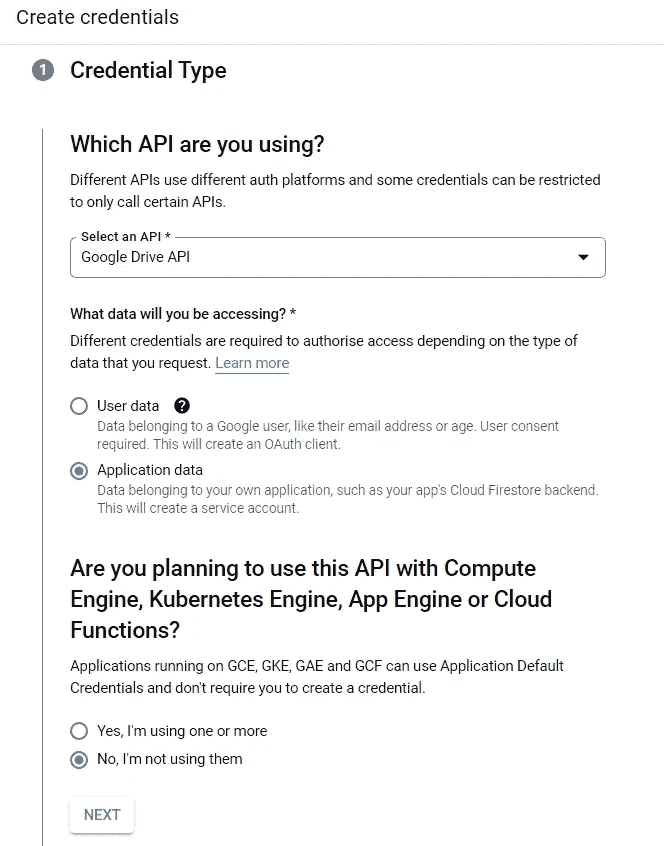 Create credentials
1 Credential Type
Which API are you using?
Different APIs use different auth platforms and some credentials can be restricted
to only call certain APIs.
Select an API *
Google Drive API
What data will you be accessing? *
Different credentials are required to authorise access depending on the type of
data that you request. Learn more
User data ?
Data belonging to a Google user, like their email address or age. User consent
required. This will create an OAuth client.
Application data
Data belonging to your own application, such as your app's Cloud Firestore backend.
This will create a service account.
Are you planning to use this API with Compute
Engine, Kubernetes Engine, App Engine or Cloud
Functions?
Applications running on GCE, GKE, GAE and GCF can use Application Default
Credentials and don't require you to create a credential.
Yes, I'm using one or more
No, I'm not using them
NEXT